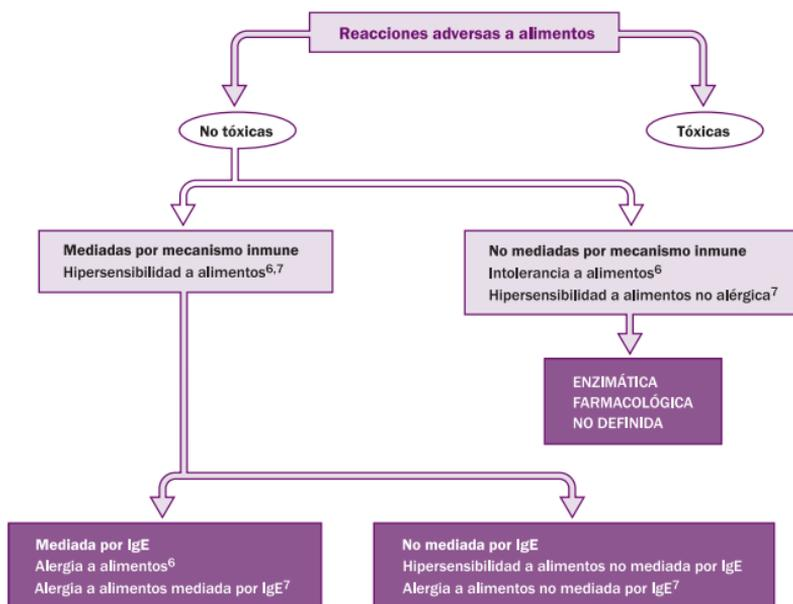 Reacciones adversas a alimentos
No tóxicas
Tóxicas
Mediadas por mecanismo inmune
Hipersensibilidad a alimentos6,7
No mediadas por mecanismo inmune
Intolerancia a alimentos6
Hipersensibilidad a alimentos no alérgica7
ENZIMÁTICA
FARMACOLÓGICA
NO DEFINIDA
Mediada por IgE
Alergia a alimentos6
Alergia a alimentos mediada por IgE7
No mediada por IgE
Hipersensibilidad a alimentos no mediada por IgE
Alergia a alimentos no mediada por IgE7